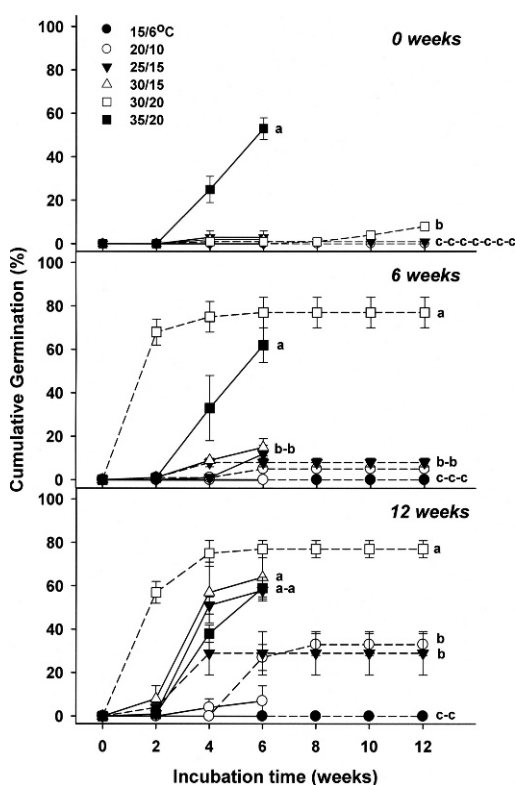 15/6°C
20/10
25/15
30/15
30/20
35/20
0 weeks
100
80
60
40
20
0
a
b
c-c-c-c-c-c-c
6 weeks
100
80
60
40
20
0
a
a
b-b
b-b
c-c-c
12 weeks
100
80
60
40
20
0
a
a
a-a
b
b
c-c
Cumulative Germination (%)
0 2 4 6 8 10 12
Incubation time (weeks)